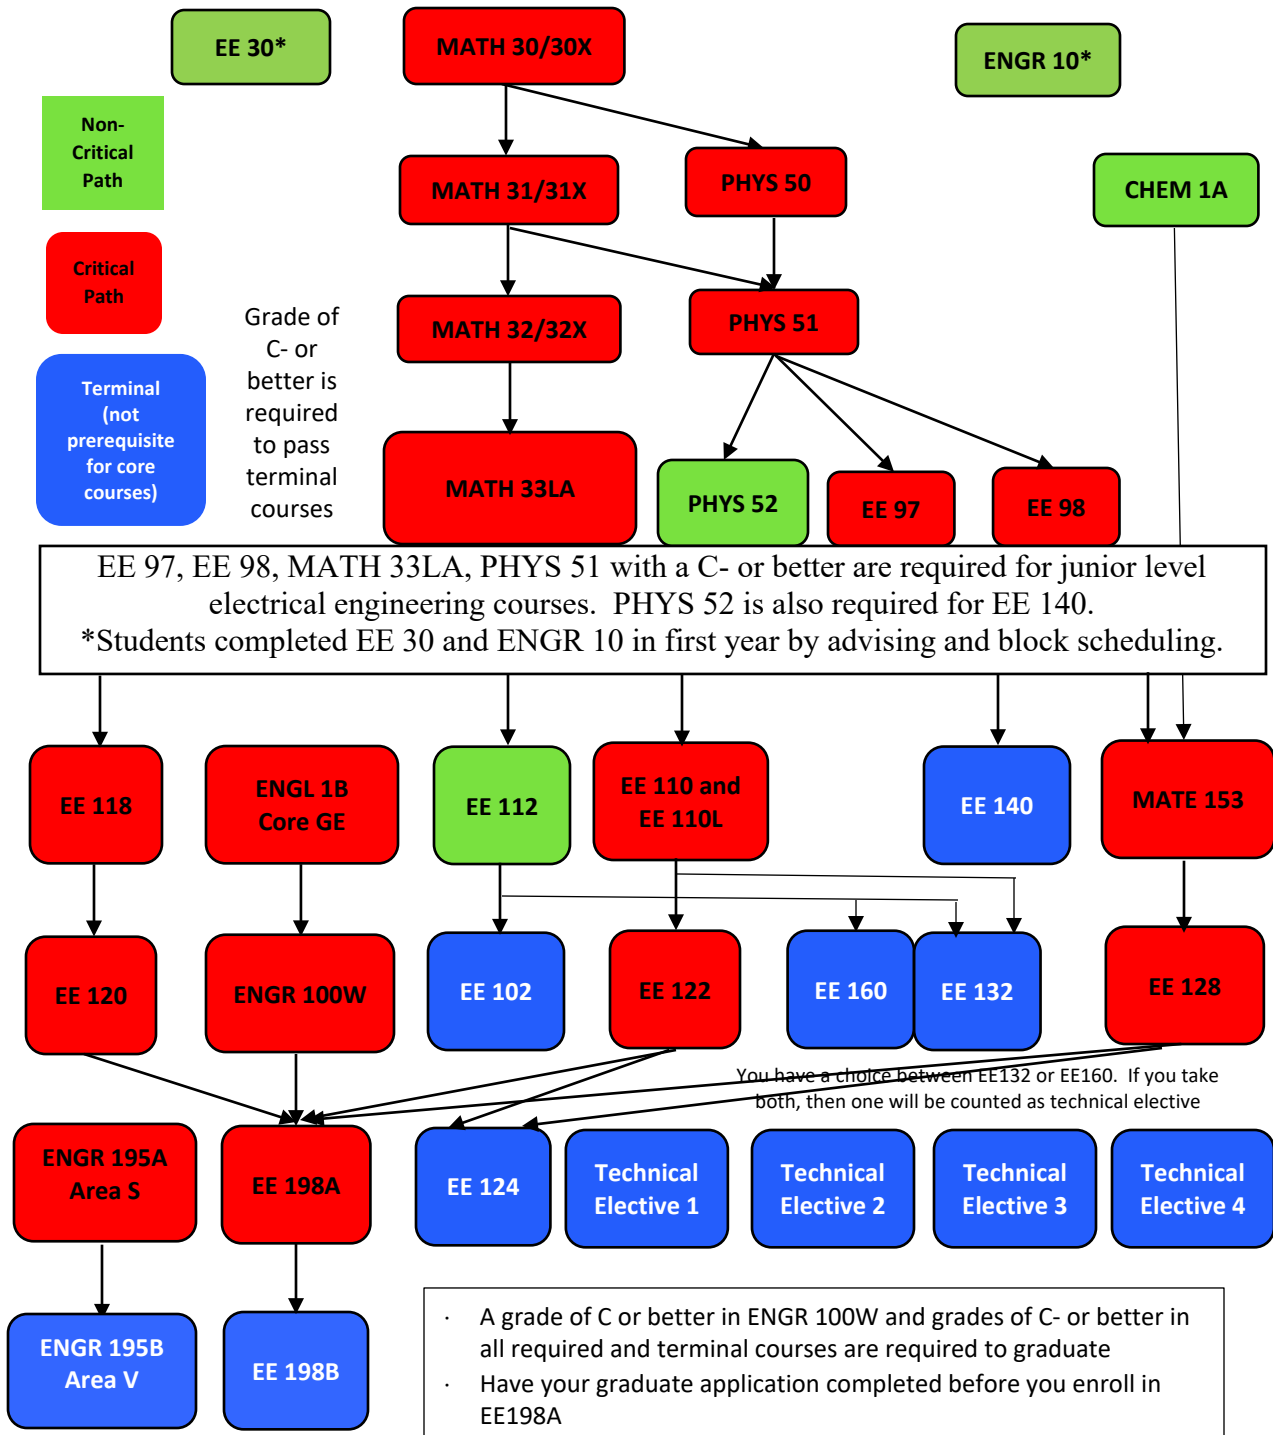 EE 30*
MATH 30/30X
ENGR 10*
Non-
Critical
Path
MATH 31/31X
PHYS 50
CHEM 1A
Critical
Path
Grade of
C- or
better is
required
to pass
terminal
courses
MATH 32/32X
PHYS 51
Terminal
(not
prerequisite
for core
courses)
MATH 33LA
PHYS 52
EE 97
EE 98
EE 97, EE 98, MATH 33LA, PHYS 51 with a C- or better are required for junior level
electrical engineering courses.  PHYS 52 is also required for EE 140.
*Students completed EE 30 and ENGR 10 in first year by advising and block scheduling.
EE 118
ENGL 1B
Core GE
EE 112
EE 110 and
EE 110L
EE 140
MATE 153
EE 120
ENGR 100W
EE 102
EE 122
EE 160
EE 132
EE 128
You have a choice between EE132 or EE160.  If you take
both, then one will be counted as technical elective
ENGR 195A
Area S
EE 198A
EE 124
Technical
Elective 1
Technical
Elective 2
Technical
Elective 3
Technical
Elective 4
ENGR 195B
Area V
EE 198B
· A grade of C or better in ENGR 100W and grades of C- or better in
all required and terminal courses are required to graduate
· Have your graduate application completed before you enroll in
EE198A